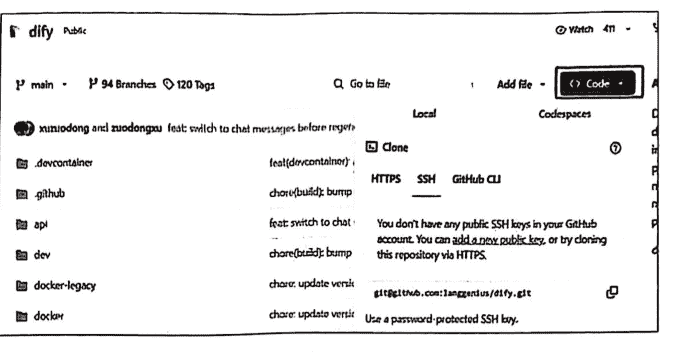 dify Public
Watch 411
main 94 Branches 120 Tags
Go to file
t
Add file
<> Code
Local Codespaces
xunxodong and zuodongxu feat: switch to chat messages before regen
Clone
HTTPS SSH GitHub CLI
You don't have any public SSH keys in your GitHub
account. You can add a new public key, or try cloning
this repository via HTTPS.
git@github.com:langgenius/dify.git
Use a password-protected SSH key.
.devcontainer feat(devcontainer):
.github chore(build): bump
api feat: switch to chat
dev chore(build): bump
docker-legacy chore: update versi
docker chore: update versi